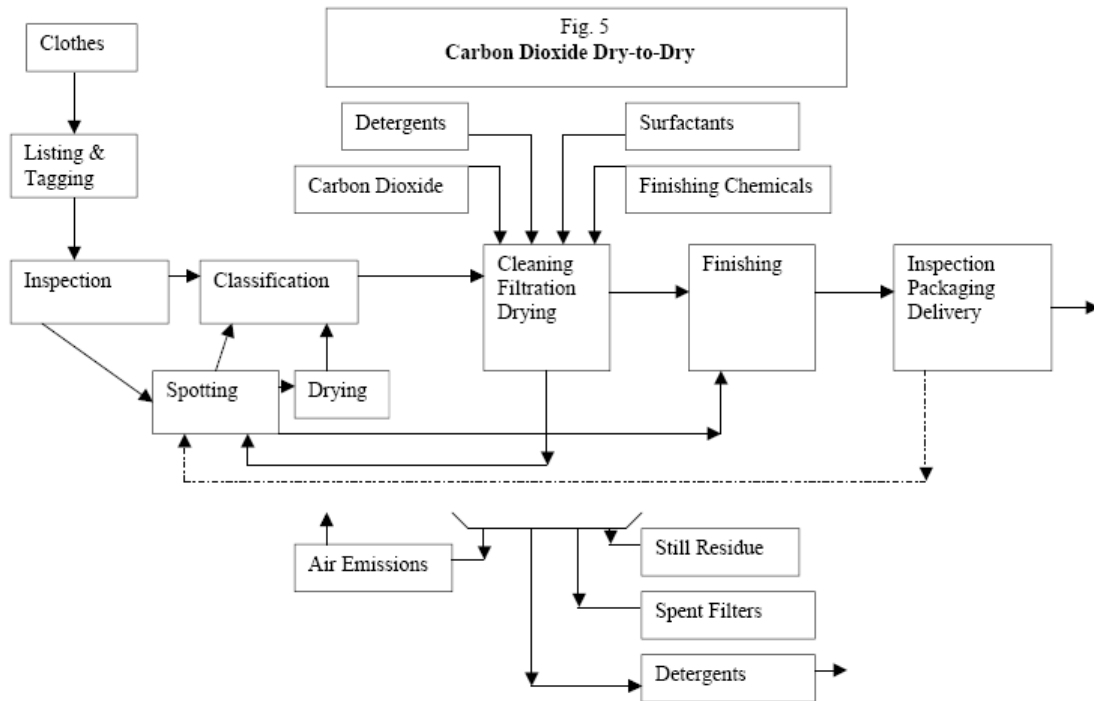 Fig. 5
Carbon Dioxide Dry-to-Dry
Clothes
Listing &
Tagging
Detergents
Surfactants
Carbon Dioxide
Finishing Chemicals
Inspection
Classification
Cleaning
Filtration
Drying
Finishing
Inspection
Packaging
Delivery
Spotting
Drying
Air Emissions
Still Residue
Spent Filters
Detergents